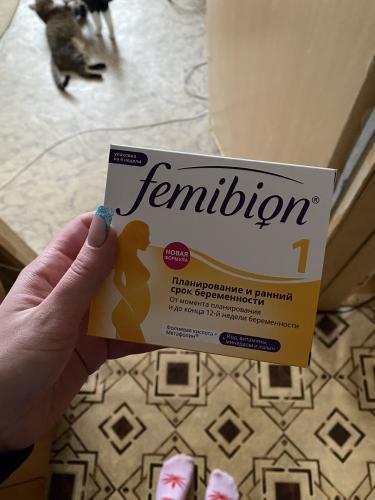 упаковка
на 4 недели
femibion®
1
НОВАЯ
ФОРМУЛА
Планирование и ранний
срок беременности
От момента планирования
и до конца 12-й недели беременности
Фолиевая кислота +
Метафолин®
+ Йод, витамины,
минералы и холин